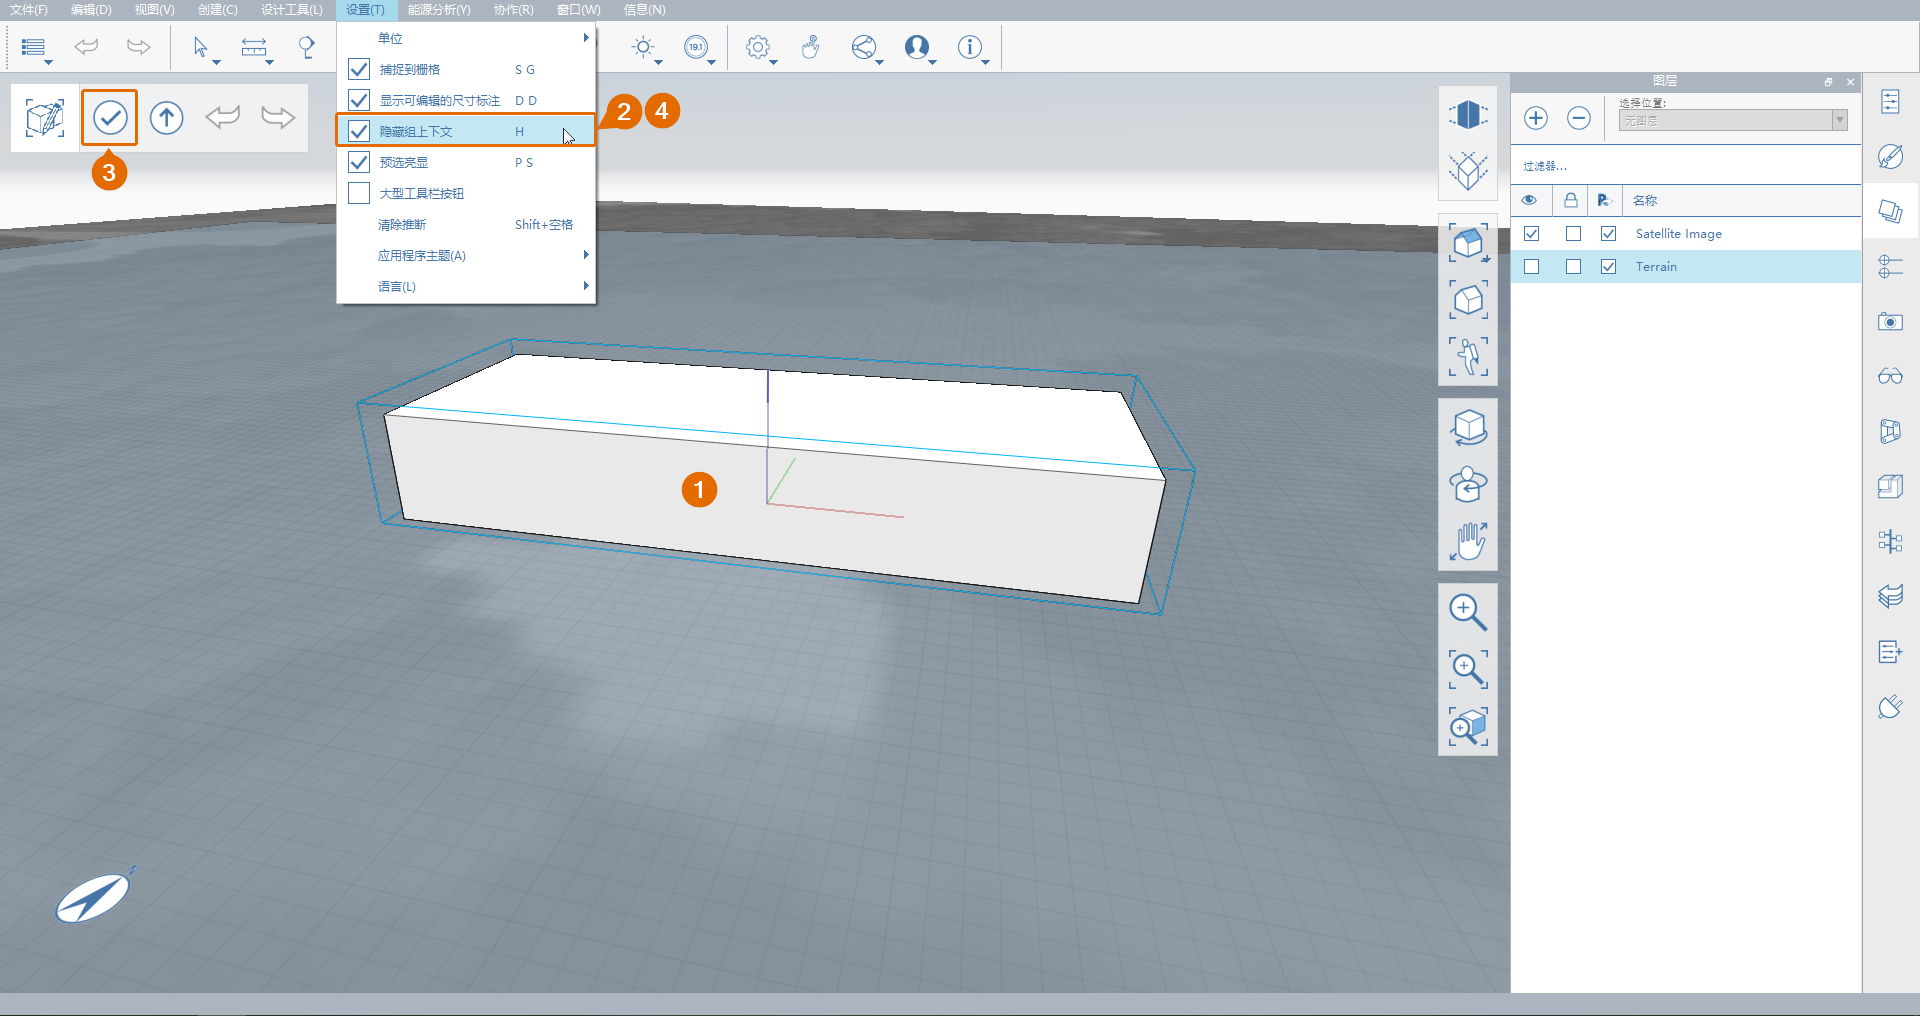 文件(F) 编辑(D) 视图(V) 创建(C) 设计工具(L) 设置(T) 能源分析(Y) 协作(R) 窗口(W) 信息(N)
19.1
单位
捕捉到栅格 S G
显示可编辑的尺寸标注 D D
隐藏组上下文 H
预选亮显 P S
大型工具栏按钮
清除推断 Shift+空格
应用程序主题(A)
语言(L)
2 4
3
1
N
图层
选择位置:
无图层
过滤器...
名称
Satellite Image
Terrain